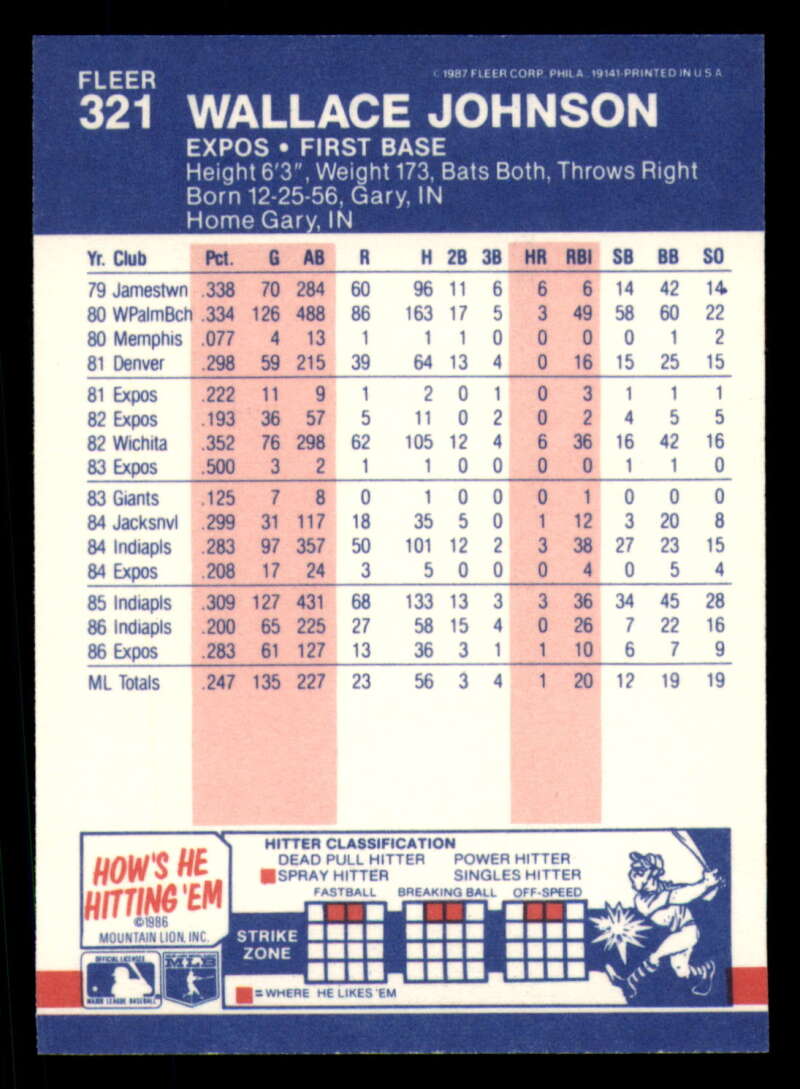 FLEER
© 1987 FLEER CORP. PHILA. 19141-PRINTED IN U S A
321 WALLACE JOHNSON
EXPOS • FIRST BASE
Height 6'3", Weight 173, Bats Both, Throws Right
Born 12-25-56, Gary, IN
Home Gary, IN
Yr. Club Pct. G AB R H 2B 3B HR RBI SB BB SO
79 Jamestwn .338 70 284 60 96 11 6 6 6 14 42 14
80 WPalmBch .334 126 488 86 163 17 5 3 49 58 60 22
80 Memphis .077 4 13 1 1 1 0 0 0 0 1 2
81 Denver .298 59 215 39 64 13 4 0 16 15 25 15
81 Expos .222 11 9 1 2 0 1 0 3 1 1 1
82 Expos .193 36 57 5 11 0 2 0 2 4 5 5
82 Wichita .352 76 298 62 105 12 4 6 36 16 42 16
83 Expos .500 3 2 1 1 0 0 0 0 1 1 0
83 Giants .125 7 8 0 1 0 0 0 1 0 0 0
84 Jacksnvl .299 31 117 18 35 5 0 1 12 3 20 8
84 Indiapls .283 97 357 50 101 12 2 3 38 27 23 15
84 Expos .208 17 24 3 5 0 0 0 4 0 5 4
85 Indiapls .309 127 431 68 133 13 3 3 36 34 45 28
86 Indiapls .200 65 225 27 58 15 4 0 26 7 22 16
86 Expos .283 61 127 13 36 3 1 1 10 6 7 9
ML Totals .247 135 227 23 56 3 4 1 20 12 19 19
HOW'S HE
HITTING 'EM
©1986
MOUNTAIN LION, INC.
OFFICIAL LICENSEE
MAJOR LEAGUE BASEBALL
MLB
HITTER CLASSIFICATION
DEAD PULL HITTER POWER HITTER
SPRAY HITTER SINGLES HITTER
FASTBALL BREAKING BALL OFF-SPEED
STRIKE
ZONE
=WHERE HE LIKES 'EM